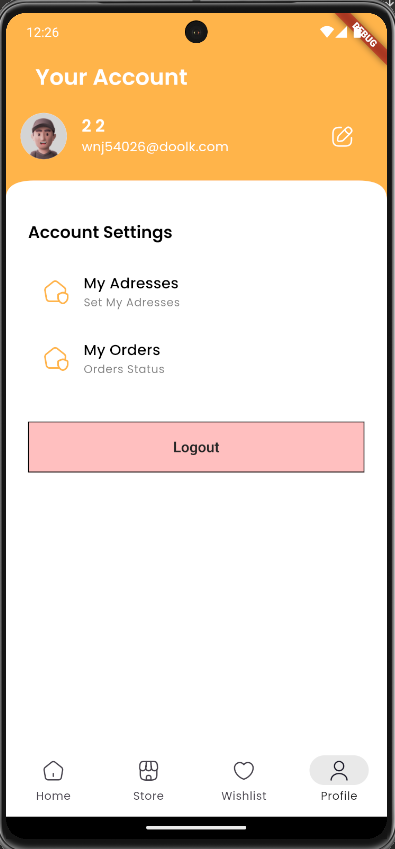 12:26
DEBUG
Your Account
2 2
wnj54026@doolk.com
Account Settings
My Adresses
Set My Adresses
My Orders
Orders Status
Logout
Home
Store
Wishlist
Profile